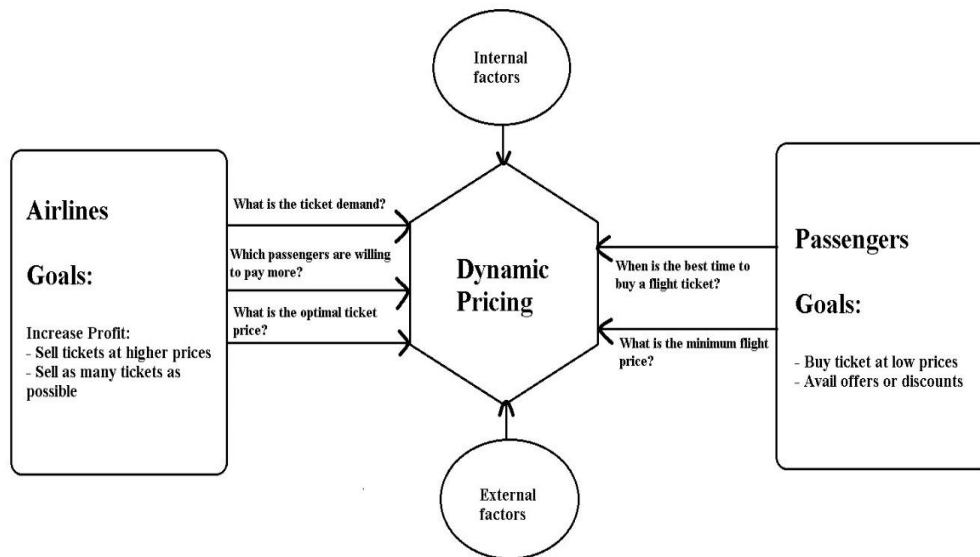 Internal
factors
Airlines
Goals:
Increase Profit:
- Sell tickets at higher prices
- Sell as many tickets as
possible
What is the ticket demand?
Which passengers are willing
to pay more?
What is the optimal ticket
price?
Dynamic
Pricing
When is the best time to
buy a flight ticket?
What is the minimum flight
price?
Passengers
Goals:
- Buy ticket at low prices
- Avail offers or discounts
External
factors